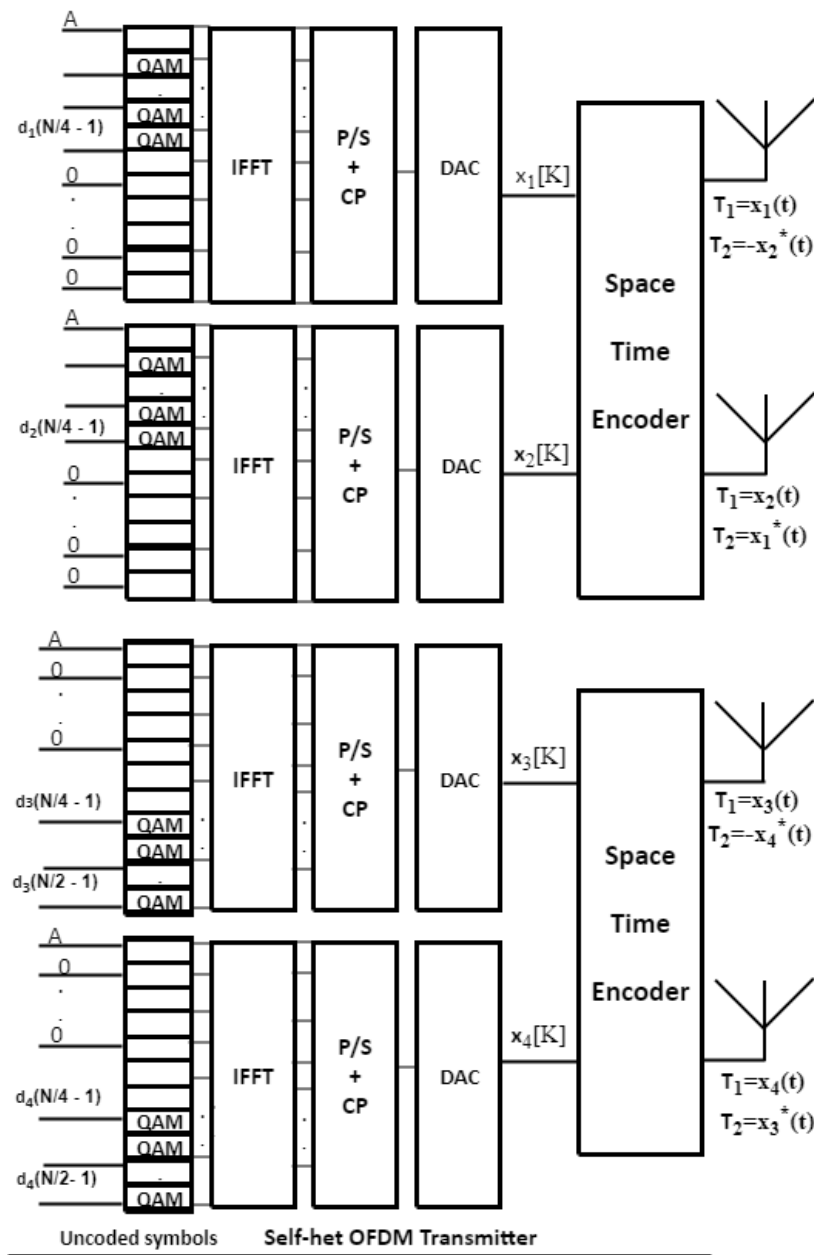 A
QAM
.
QAM
d₁(N/4 - 1)
QAM
0
.
.
0
0
IFFT
P/S
+
CP
DAC
x₁[K]
T₁=x₁(t)
T₂=-x₂*(t)
A
QAM
.
QAM
d₂(N/4 - 1)
QAM
0
.
.
0
0
IFFT
P/S
+
CP
DAC
x₂[K]
Space
Time
Encoder
T₁=x₂(t)
T₂=x₁*(t)
A
0
.
.
0
d₃(N/4 - 1)
QAM
QAM
.
d₃(N/2 - 1)
QAM
IFFT
P/S
+
CP
DAC
x₃[K]
T₁=x₃(t)
T₂=-x₄*(t)
A
0
.
.
0
d₄(N/4 - 1)
QAM
QAM
.
d₄(N/2- 1)
QAM
IFFT
P/S
+
CP
DAC
x₄[K]
Space
Time
Encoder
T₁=x₄(t)
T₂=x₃*(t)
Uncoded symbols Self-het OFDM Transmitter